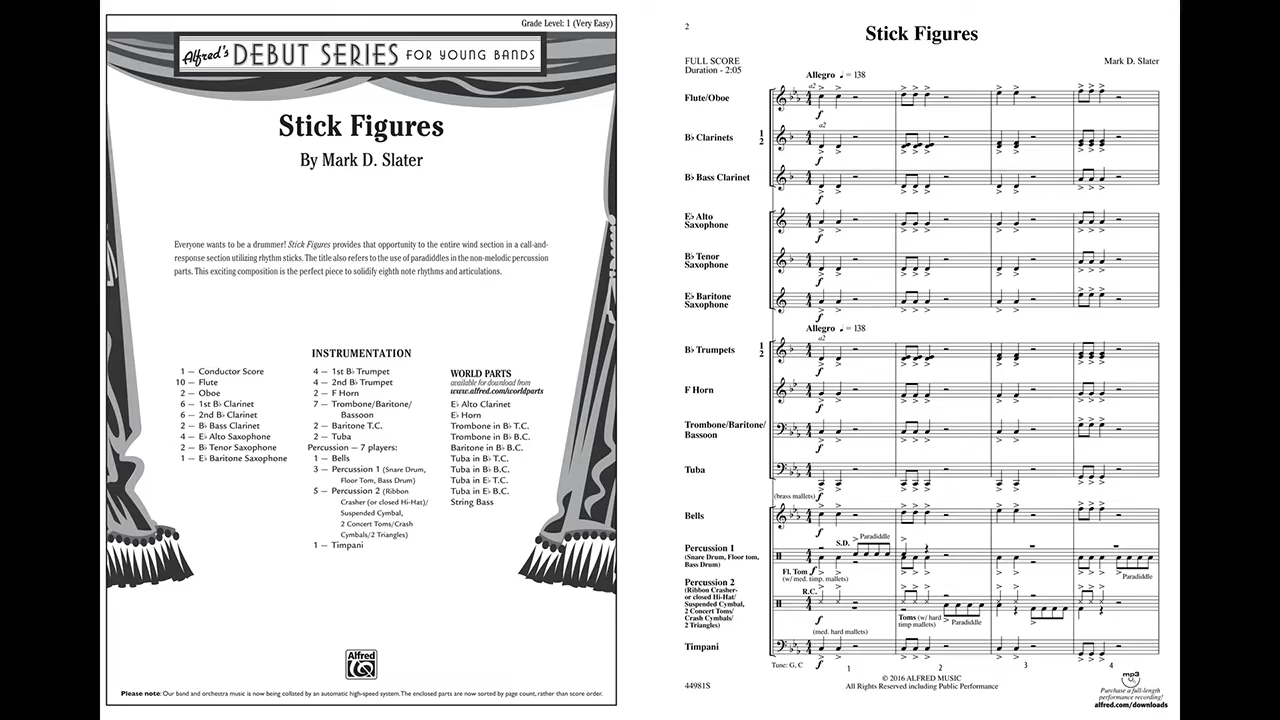 Grade Level: 1 (Very Easy)
Alfred's DEBUT SERIES FOR YOUNG BANDS
Stick Figures
By Mark D. Slater
Everyone wants to be a drummer! Stick Figures provides that opportunity to the entire wind section in a call-and-
response section utilizing rhythm sticks. The title also refers to the use of paradiddles in the non-melodic percussion
parts. This exciting composition is the perfect piece to solidify eighth note rhythms and articulations.
INSTRUMENTATION
1 — Conductor Score
10 — Flute
2 — Oboe
6 — 1st B♭ Clarinet
6 — 2nd B♭ Clarinet
2 — B♭ Bass Clarinet
4 — E♭ Alto Saxophone
2 — B♭ Tenor Saxophone
1 — E♭ Baritone Saxophone
4 — 1st B♭ Trumpet
4 — 2nd B♭ Trumpet
2 — F Horn
7 — Trombone/Baritone/
Bassoon
2 — Baritone T.C.
2 — Tuba
Percussion — 7 players:
1 — Bells
3 — Percussion 1 (Snare Drum,
Floor Tom, Bass Drum)
5 — Percussion 2 (Ribbon
Crasher (or closed Hi-Hat)/
Suspended Cymbal,
2 Concert Toms/Crash
Cymbals/2 Triangles)
1 — Timpani
WORLD PARTS
available for download from
www.alfred.com/worldparts
E♭ Alto Clarinet
E♭ Horn
Trombone in B♭ T.C.
Trombone in B♭ B.C.
Baritone in B♭ B.C.
Tuba in B♭ T.C.
Tuba in B♭ B.C.
Tuba in E♭ T.C.
Tuba in E♭ B.C.
String Bass
Alfred
Please note: Our band and orchestra music is now being collated by an automatic high-speed system. The enclosed parts are now sorted by page count, rather than score order.
2
Stick Figures
FULL SCORE
Duration - 2:05
Mark D. Slater
Allegro ♩ = 138
a2
Flute/Oboe
f
a2
B♭ Clarinets 1 2
f
B♭ Bass Clarinet
f
E♭ Alto
Saxophone
f
B♭ Tenor
Saxophone
f
E♭ Baritone
Saxophone
f
Allegro ♩ = 138
a2
B♭ Trumpets 1 2
f
F Horn
f
Trombone/Baritone/
Bassoon
f
Tuba
(brass mallets) f
Bells
f
S.D. Paradiddle
Percussion 1
(Snare Drum, Floor tom,
Bass Drum)
Fl. Tom f
(w/ med. timp. mallets)
Paradiddle
Percussion 2
(Ribbon Crasher-
or closed Hi-Hat/
Suspended Cymbal,
2 Concert Toms/
Crash Cymbals/
2 Triangles)
R.C.
f
Toms (w/ hard
timp mallets)
Paradiddle
(med. hard mallets)
Timpani
Tune: G, C f
1 2 3 4
44981S
© 2016 ALFRED MUSIC
All Rights Reserved including Public Performance
mp3
Purchase a full-length
performance recording!
alfred.com/downloads